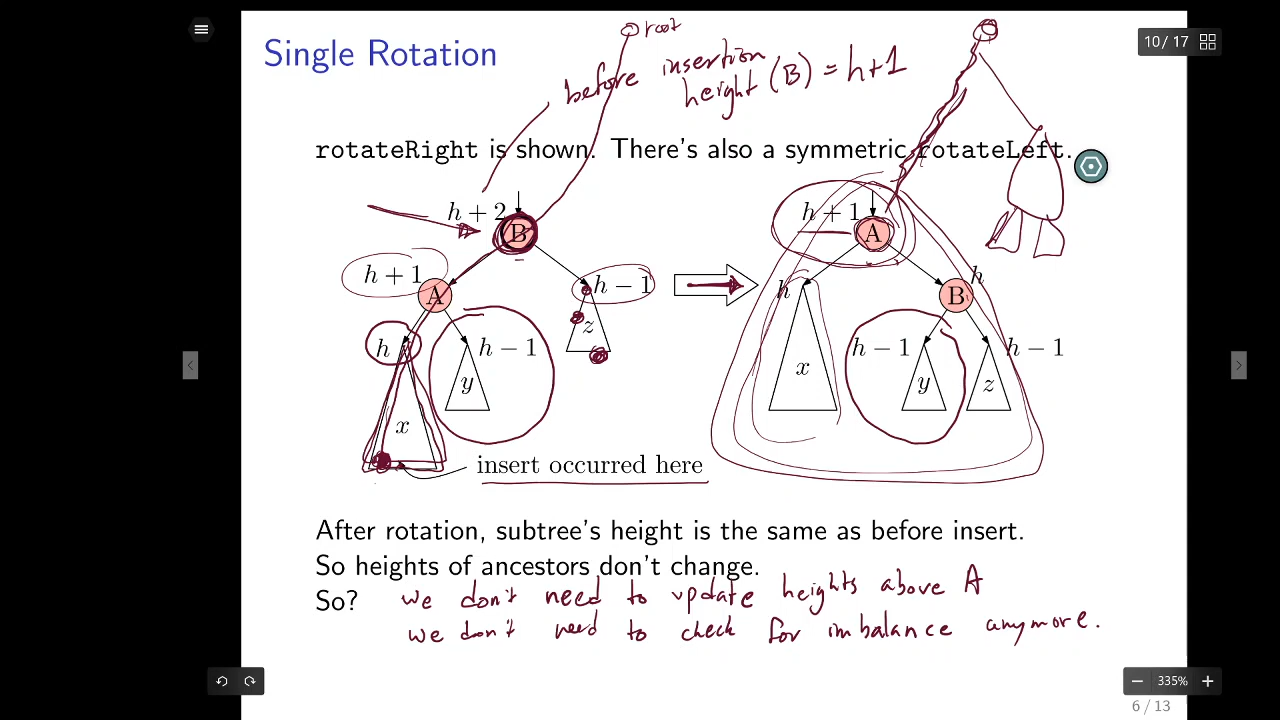 10/ 17
Single Rotation
root
before insertion
height (B) = h+1
rotateRight is shown. There's also a symmetric rotateLeft.
h + 2
B
h + 1
A
h − 1
z
h
y
h − 1
x
insert occurred here
h + 1
A
h
h
B
x
h − 1
y
h − 1
z
After rotation, subtree's height is the same as before insert.
So heights of ancestors don't change.
So? we don't need to update heights above A
we don't need to check for imbalance anymore.
335%
6 / 13